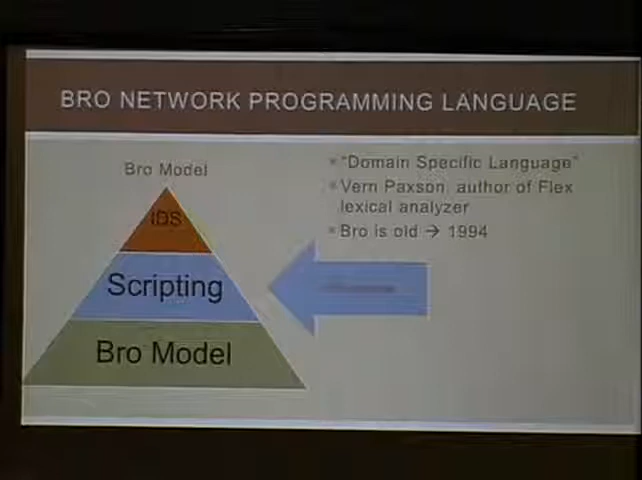 BRO NETWORK PROGRAMMING LANGUAGE
Bro Model
IDS
Scripting
Bro Model
"Domain Specific Language"
Vern Paxson, author of Flex
lexical analyzer
Bro is old → 1994